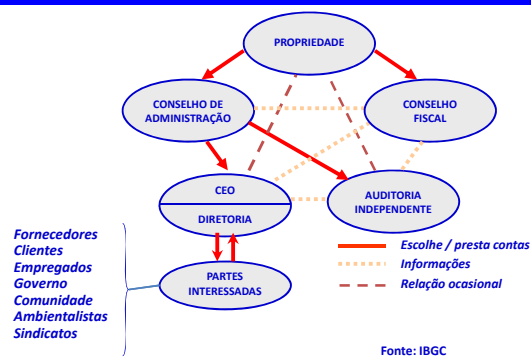 PROPRIEDADE
CONSELHO DE
ADMINISTRAÇÃO
CONSELHO
FISCAL
CEO
DIRETORIA
AUDITORIA
INDEPENDENTE
PARTES
INTERESSADAS
Fornecedores
Clientes
Empregados
Governo
Comunidade
Ambientalistas
Sindicatos
Escolhe / presta contas
Informações
Relação ocasional
Fonte: IBGC